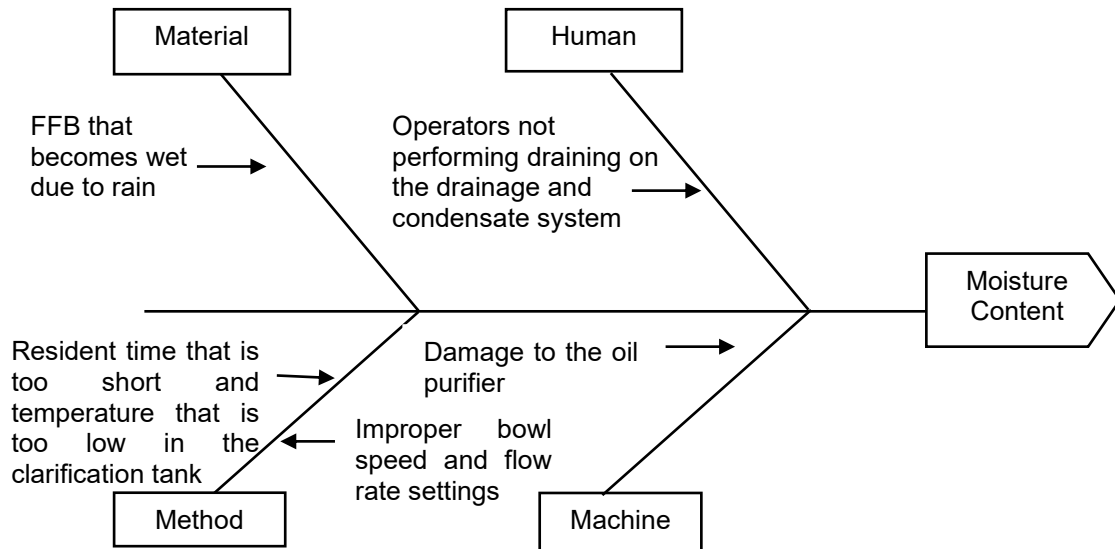 Material
Human
FFB that
becomes wet
due to rain
Operators not
performing draining on
the drainage and
condensate system
Moisture
Content
Resident time that is
too short and
temperature that is
too low in the
clarification tank
Damage to the oil
purifier
Improper bowl
speed and flow
rate settings
Method
Machine